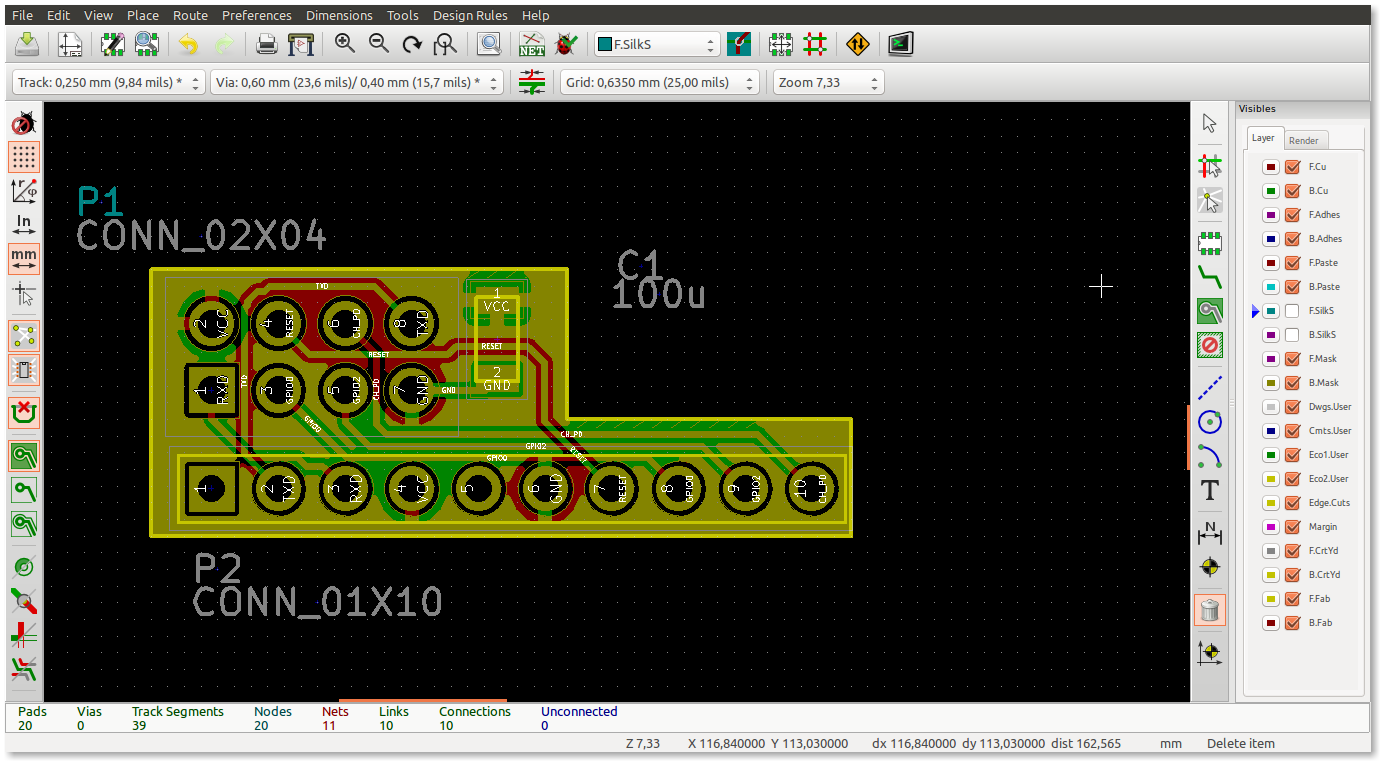 File Edit View Place Route Preferences Dimensions Tools Design Rules Help
NET F.SilkS
Track: 0,250 mm (9,84 mils) * Via: 0,60 mm (23,6 mils)/ 0,40 mm (15,7 mils) * Grid: 0,6350 mm (25,00 mils) Zoom 7,33
In
mm
P1
CONN_02X04
C1
100u
TXD
2 VCC 4 RESET 6 CH_PD 8 TXD
1 VCC
RESET
RESET
1 RXD 3 GPIO0 5 GPIO2 7 GND
2 GND
TXD
CH_PD
GND
GPIO0
CH_PD
GPIO2
GPIO0
RESET
1 2 TXD 3 RXD 4 VCC 5 6 GND 7 RESET 8 GPIO0 9 GPIO2 10 CH_PD
P2
CONN_01X10
T
N
Visibles
Layer Render
F.Cu
B.Cu
F.Adhes
B.Adhes
F.Paste
B.Paste
F.SilkS
B.SilkS
F.Mask
B.Mask
Dwgs.User
Cmts.User
Eco1.User
Eco2.User
Edge.Cuts
Margin
F.CrtYd
B.CrtYd
F.Fab
B.Fab
Pads Vias Track Segments Nodes Nets Links Connections Unconnected
20 0 39 20 11 10 10 0
Z 7,33 X 116,840000 Y 113,030000 dx 116,840000 dy 113,030000 dist 162,565 mm Delete item